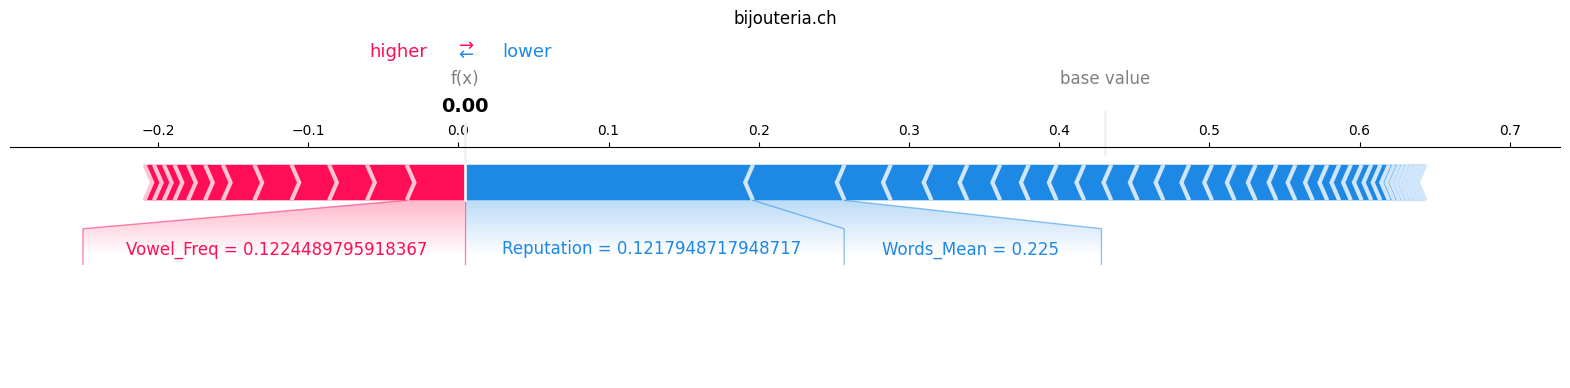 bijouteria.ch
higher ⇄ lower
f(x)
base value
0.00
−0.2 −0.1 0.0 0.1 0.2 0.3 0.4 0.5 0.6 0.7
Vowel_Freq = 0.1224489795918367 Reputation = 0.1217948717948717 Words_Mean = 0.225